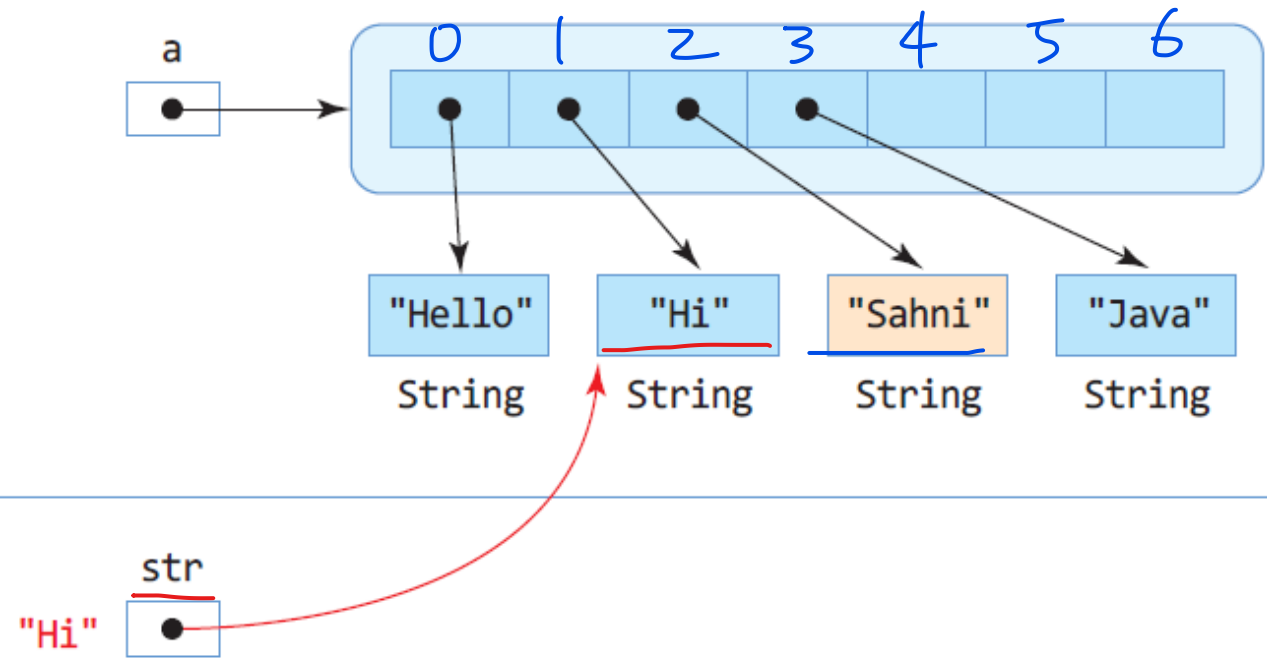 a
0 1 2 3 4 5 6
"Hello" "Hi" "Sahni" "Java"
String String String String
str
"Hi"